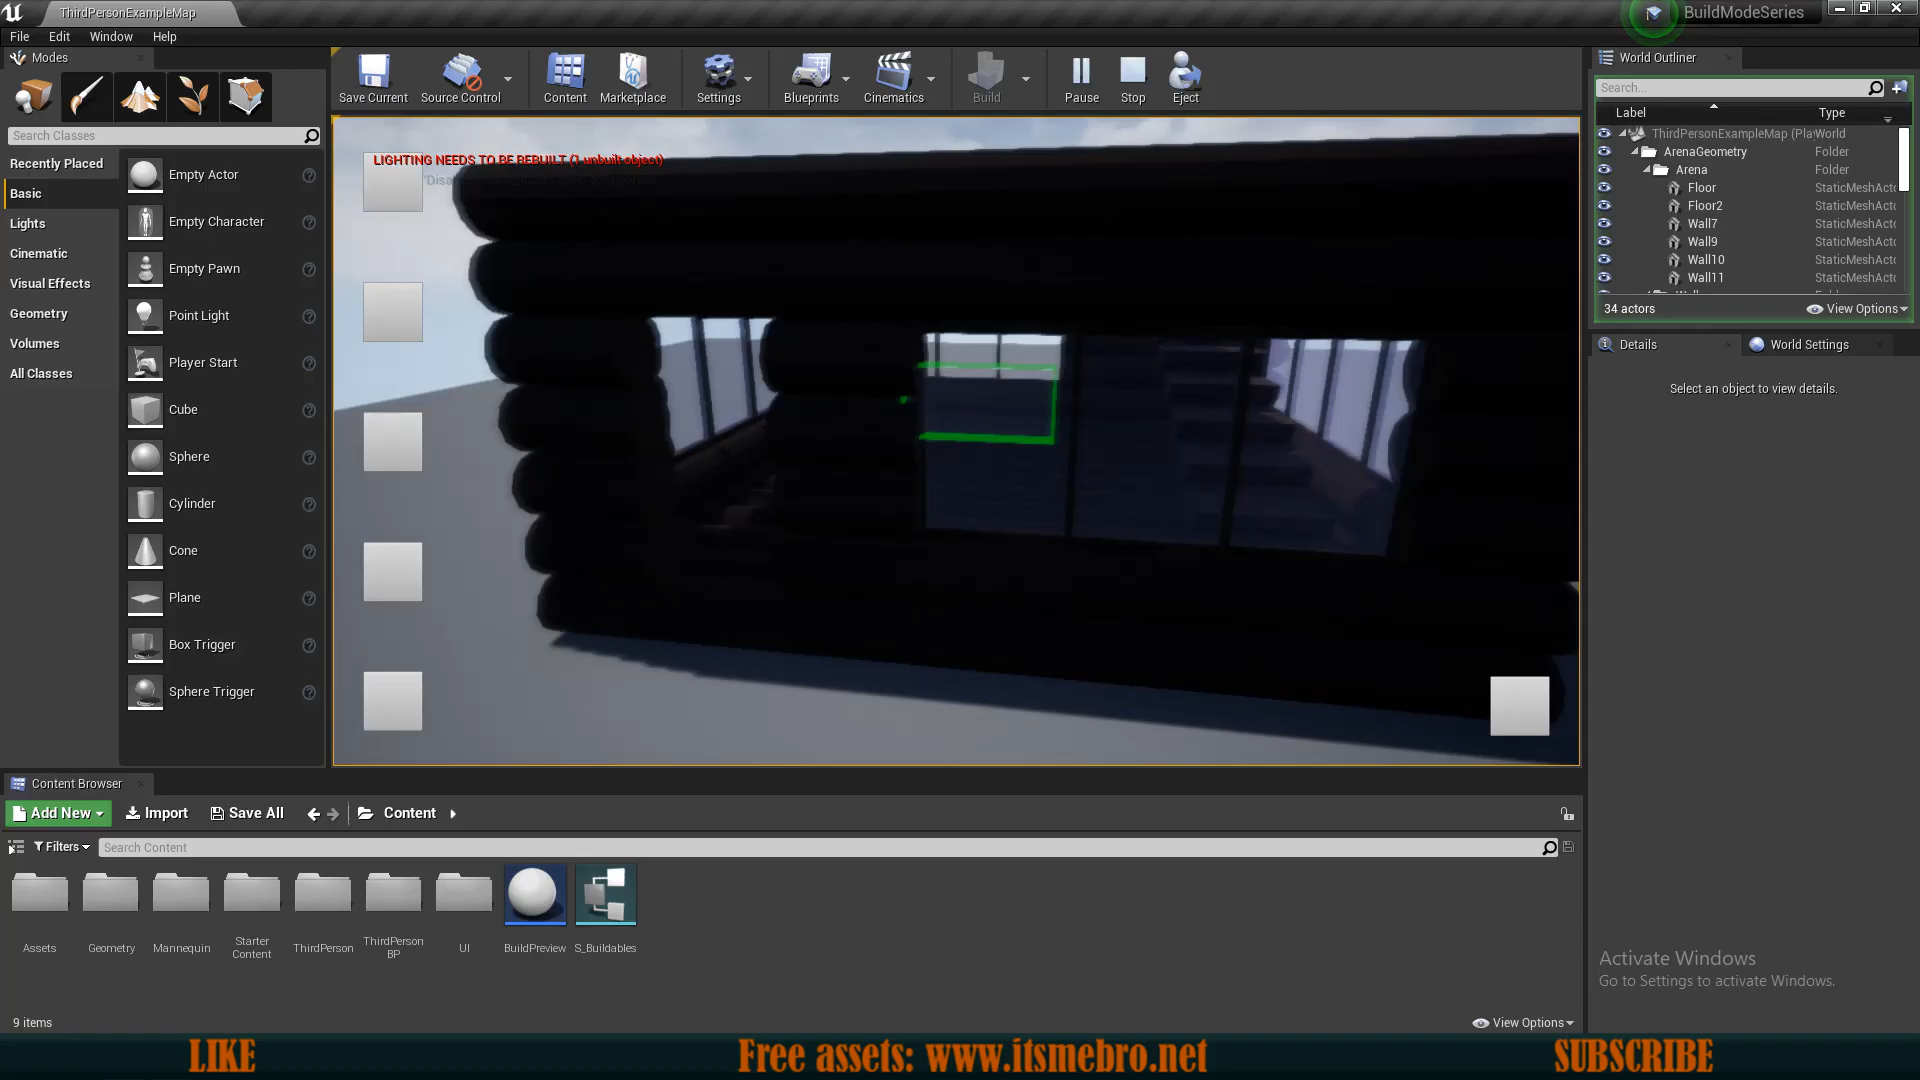 ThirdPersonExampleMap
BuildModeSeries
File Edit Window Help
Modes
Save Current
Source Control
Content
Marketplace
Settings
Blueprints
Cinematics
Build
Pause
Stop
Eject
Search Classes
Recently Placed
Basic
Lights
Cinematic
Visual Effects
Geometry
Volumes
All Classes
Empty Actor
Empty Character
Empty Pawn
Point Light
Player Start
Cube
Sphere
Cylinder
Cone
Plane
Box Trigger
Sphere Trigger
LIGHTING NEEDS TO BE REBUILT (1 unbuilt object)
World Outliner
Search...
Label Type
ThirdPersonExampleMap (Pla World
ArenaGeometry Folder
Arena Folder
Floor StaticMeshActo
Floor2 StaticMeshActo
Wall7 StaticMeshActo
Wall9 StaticMeshActo
Wall10 StaticMeshActo
Wall11 StaticMeshActo
34 actors View Options
Details World Settings
Select an object to view details.
Content Browser
Add New Import Save All Content
Filters Search Content
Assets
Geometry
Mannequin
Starter Content
ThirdPerson
ThirdPerson BP
UI
BuildPreview
S_Buildables
9 items View Options
Activate Windows
Go to Settings to activate Windows.
LIKE Free assets: www.itsmebro.net SUBSCRIBE